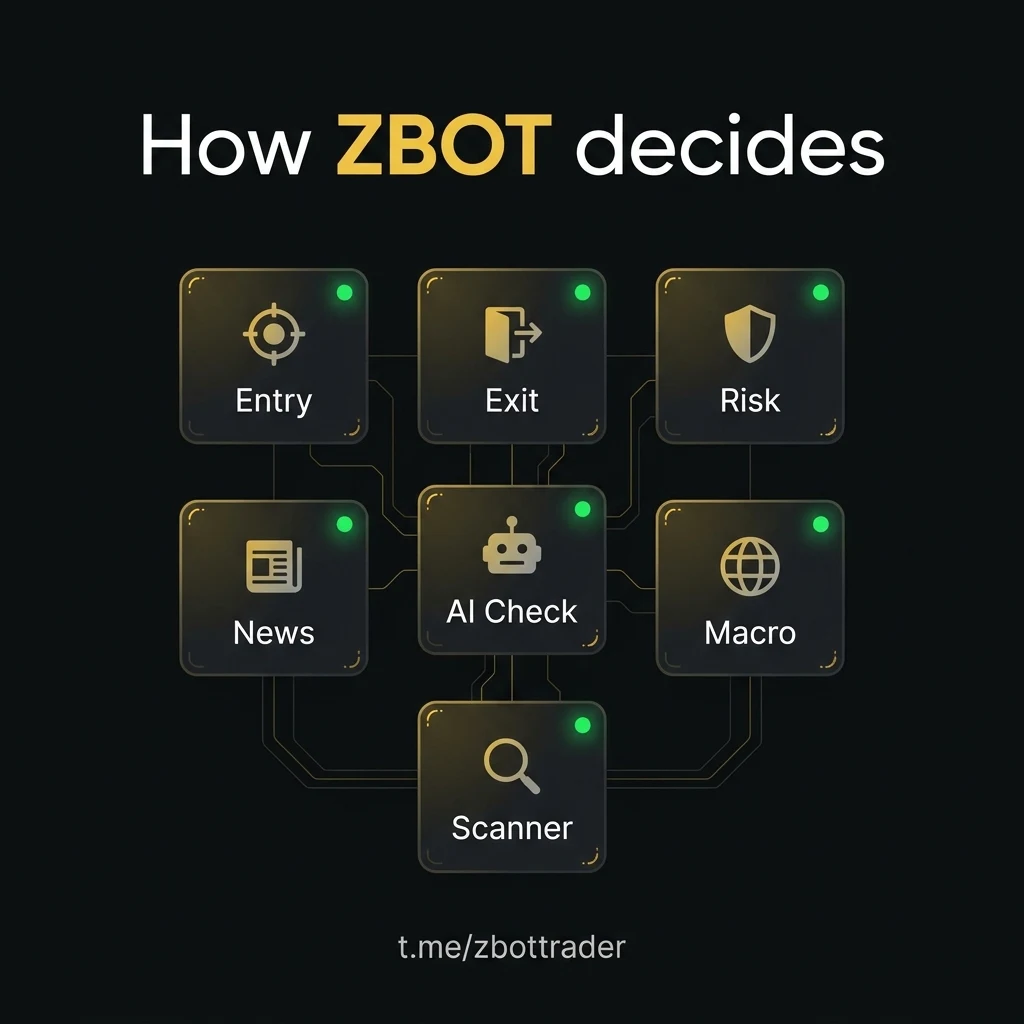 How ZBOT decides
Entry
Exit
Risk
News
AI Check
Macro
Scanner
t.me/zbottrader